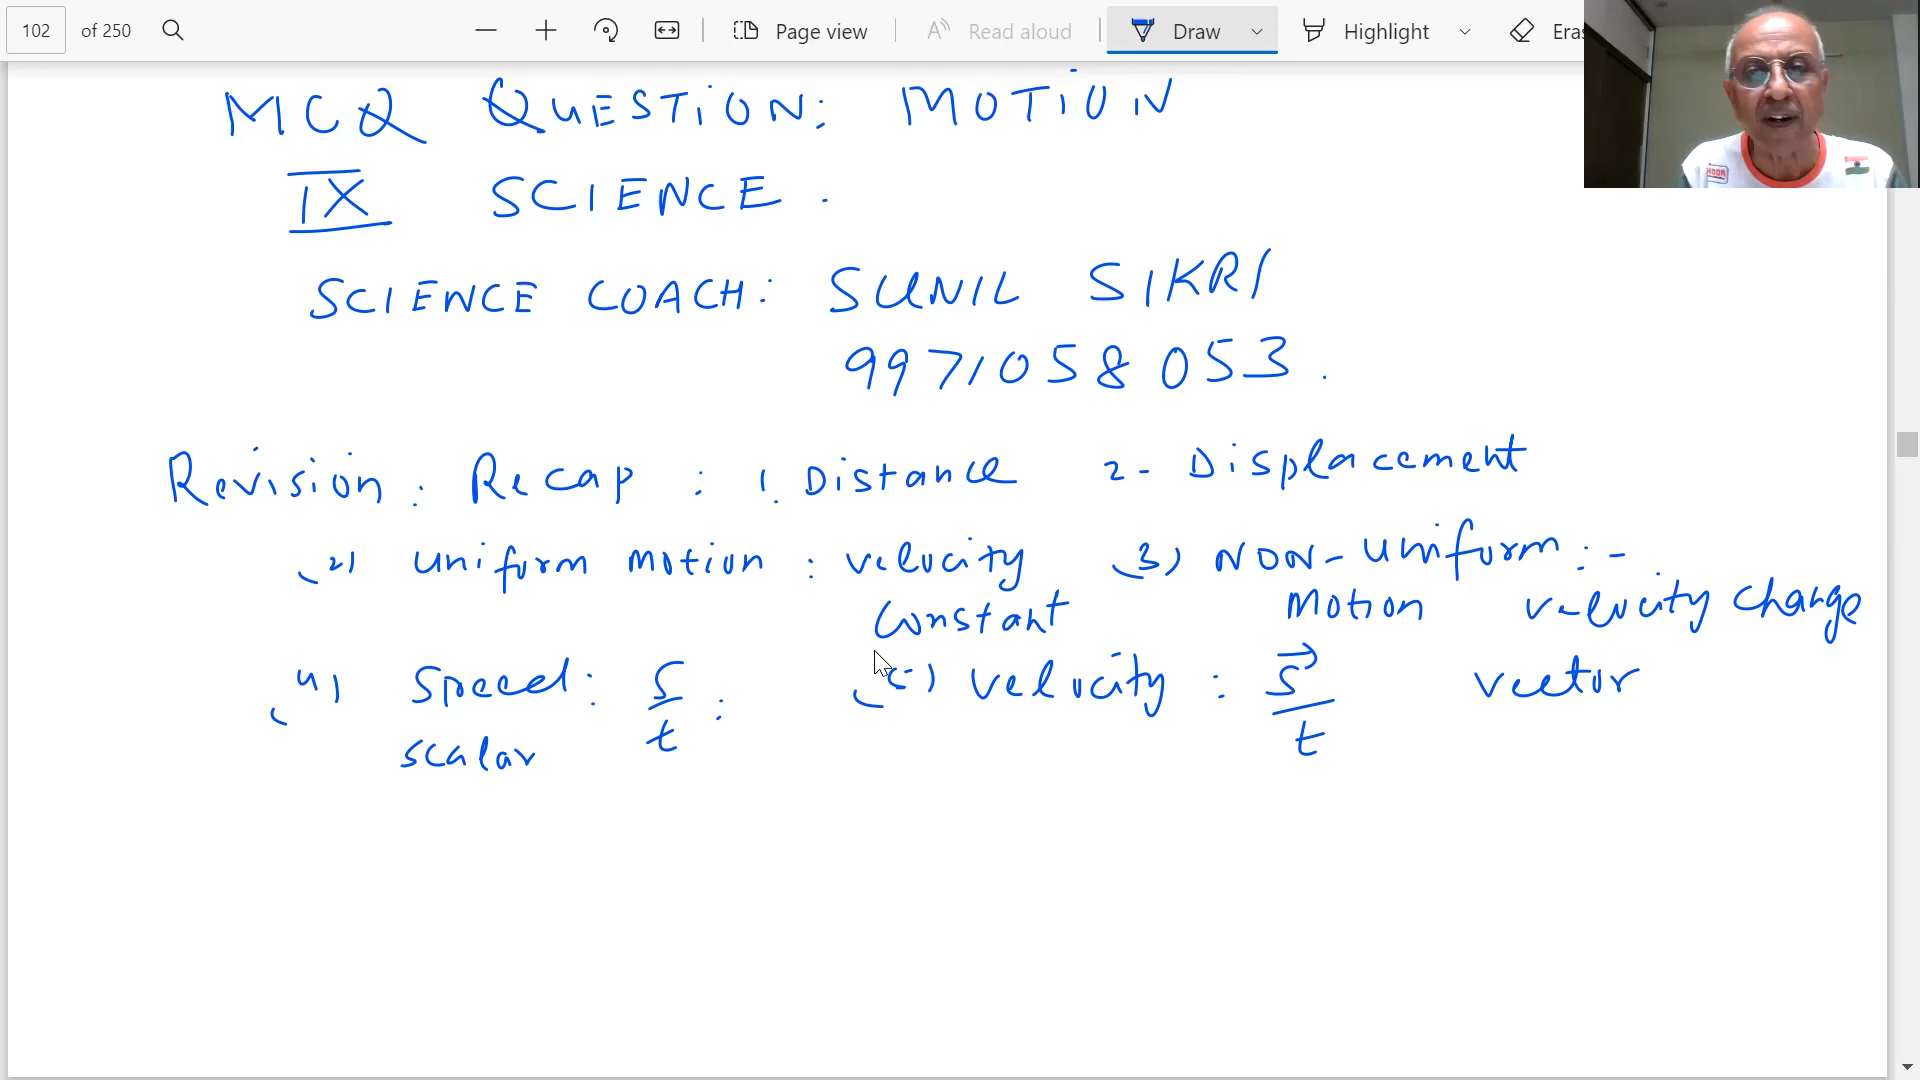 102 of 250 Page view Read aloud Draw Highlight Eras
MCQ QUESTION: MOTION
IX SCIENCE.
SCIENCE COACH: SUNIL SIKRI
9971058053.
Revision: Recap: 1. Distance 2- Displacement
(2) Uniform motion: velocity (3) NON-uniform:-
constant Motion velocity change
(4) Speed: s/t: (5) velocity: s⃗/t vector
scalar